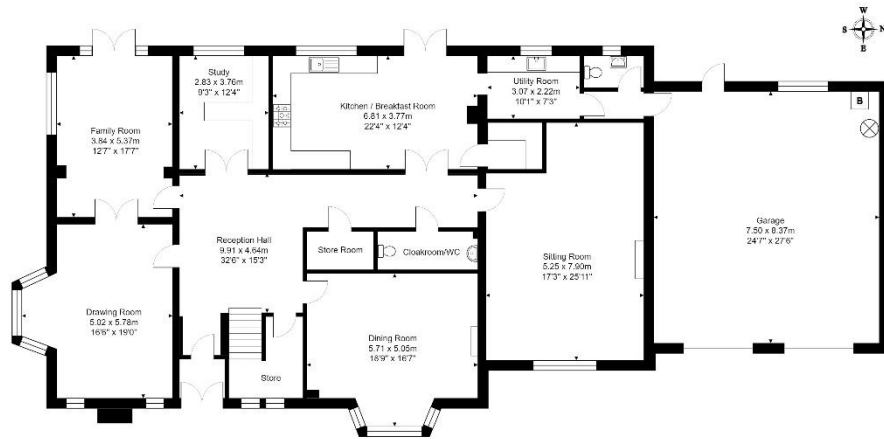 W
S N
E
Study
2.83 x 3.76m
9'3" x 12'4"
Kitchen / Breakfast Room
6.81 x 3.77m
22'4" x 12'4"
Utility Room
3.07 x 2.22m
10'1" x 7'3"
B
Family Room
3.84 x 5.37m
12'7" x 17'7"
Garage
7.50 x 8.37m
24'7" x 27'6"
Reception Hall
9.91 x 4.64m
32'6" x 15'3"
Store Room
Cloakroom/WC
Sitting Room
5.25 x 7.90m
17'3" x 25'11"
Drawing Room
5.02 x 5.78m
16'6" x 19'0"
Dining Room
5.71 x 5.05m
18'9" x 16'7"
Store